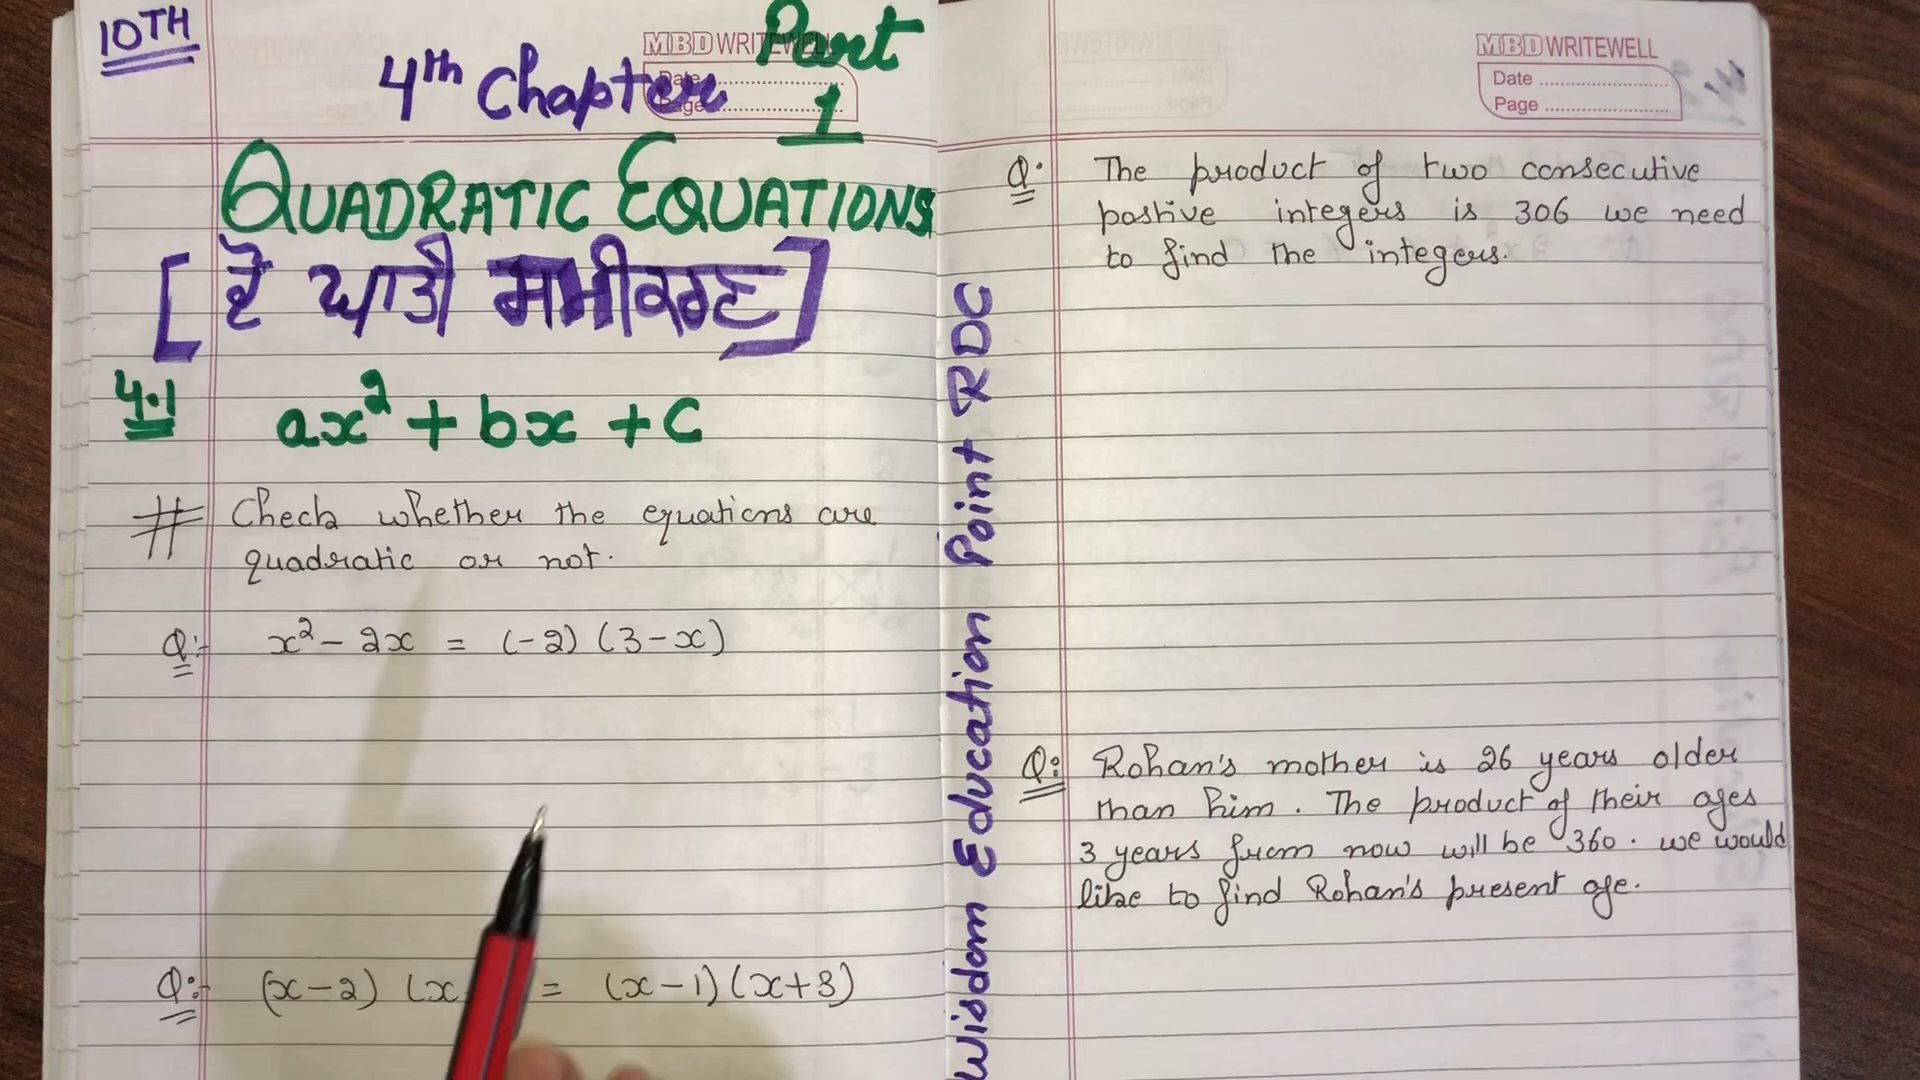 10TH
4th Chapter
Part
1
MBD WRITEWELL
Date
Page
QUADRATIC EQUATIONS
[ਦੋ ਘਾਤੀ ਸਮੀਕਰਣ]
4.1
ax² + bx + c
# Check whether the equations are
quadratic or not.
Q:- x² - 2x = (-2) (3-x)
Q:- (x-2) (x = (x-1) (x+3)
Wisdom Education Point RDC
MBD WRITEWELL
Date
Page
Q. The product of two consecutive
postive integers is 306 we need
to find the integers.
Q: Rohan's mother is 26 years older
than him. The product of their ages
3 years from now will be 360. we would
like to find Rohan's present age.